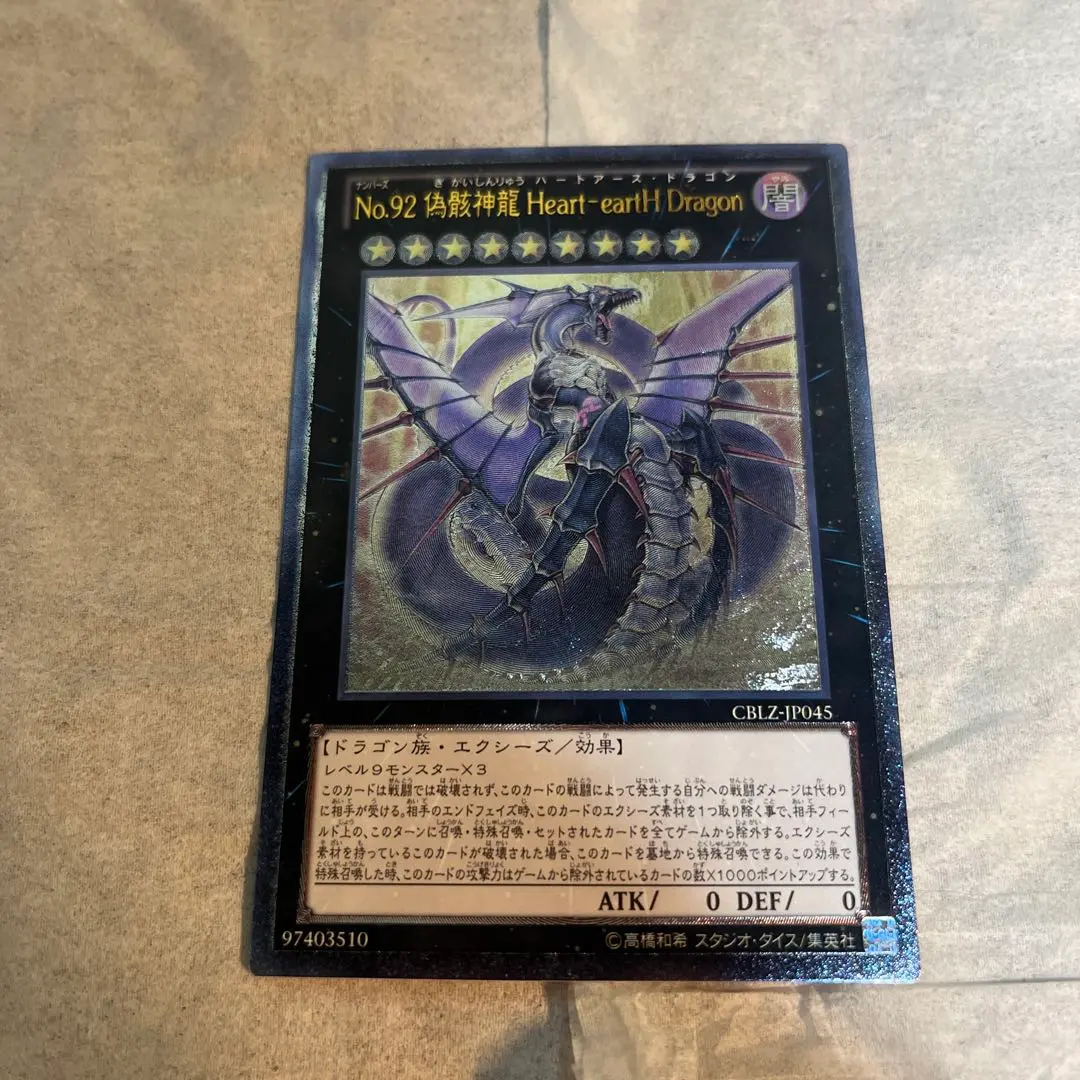 ナンバーズ ぎがいしんりゅう ハートアース・ドラゴン
No.92 偽骸神龍 Heart-eartH Dragon
闇
CBLZ-JP045
【ドラゴン族・エクシーズ／効果】
レベル９モンスター×３
このカードは戦闘では破壊されず、このカードの戦闘によって発生する自分への戦闘ダメージは代わり
に相手が受ける。相手のエンドフェイズ時、このカードのエクシーズ素材を１つ取り除く事で、相手フィー
ルド上の、このターンに召喚・特殊召喚・セットされたカードを全てゲームから除外する。エクシーズ
素材を持っているこのカードが破壊された場合、このカードを墓地から特殊召喚できる。この効果で
特殊召喚した時、このカードの攻撃力はゲームから除外されているカードの数×1000ポイントアップする。
ATK/ 0 DEF/ 0
97403510
©高橋和希 スタジオ・ダイス/集英社